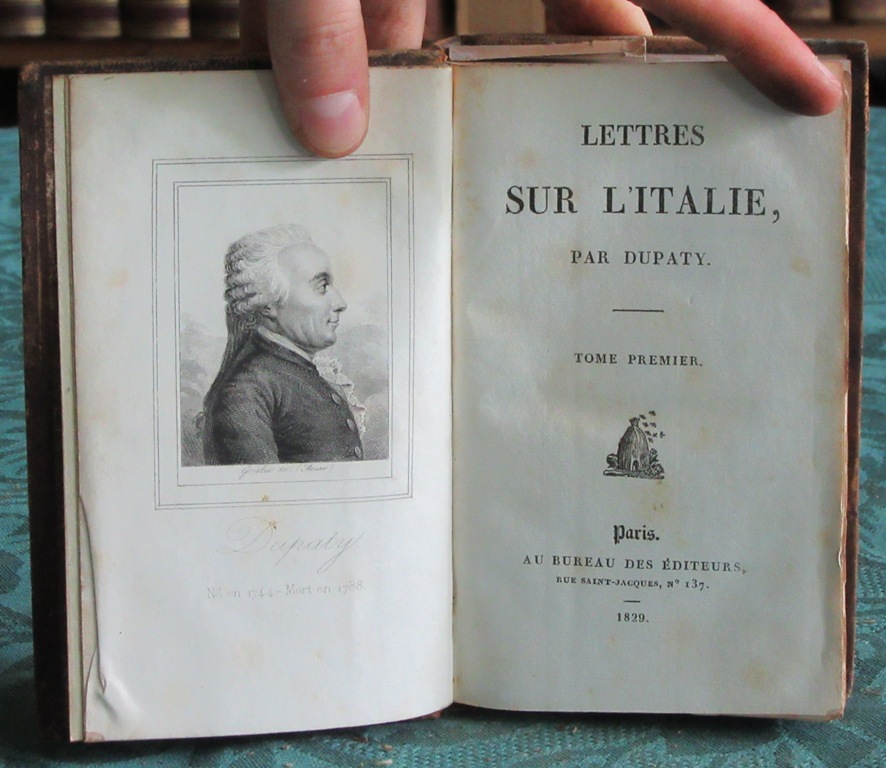 Dupaty
Né en 1744 - Mort en 1788.
LETTRES
SUR L'ITALIE,
PAR DUPATY.
TOME PREMIER.
Paris.
AU BUREAU DES ÉDITEURS,
RUE SAINT-JACQUES, N° 137.
1829.